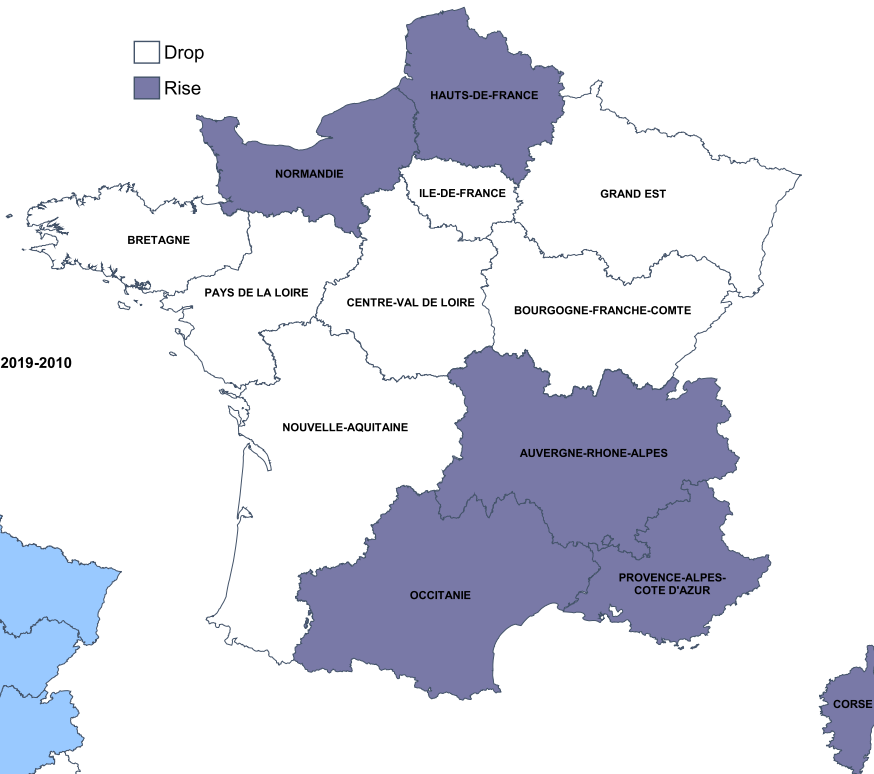 Drop
Rise
HAUTS-DE-FRANCE
NORMANDIE
ILE-DE-FRANCE
GRAND EST
BRETAGNE
PAYS DE LA LOIRE
CENTRE-VAL DE LOIRE
BOURGOGNE-FRANCHE-COMTE
2019-2010
NOUVELLE-AQUITAINE
AUVERGNE-RHONE-ALPES
PROVENCE-ALPES-
COTE D'AZUR
OCCITANIE
CORSE